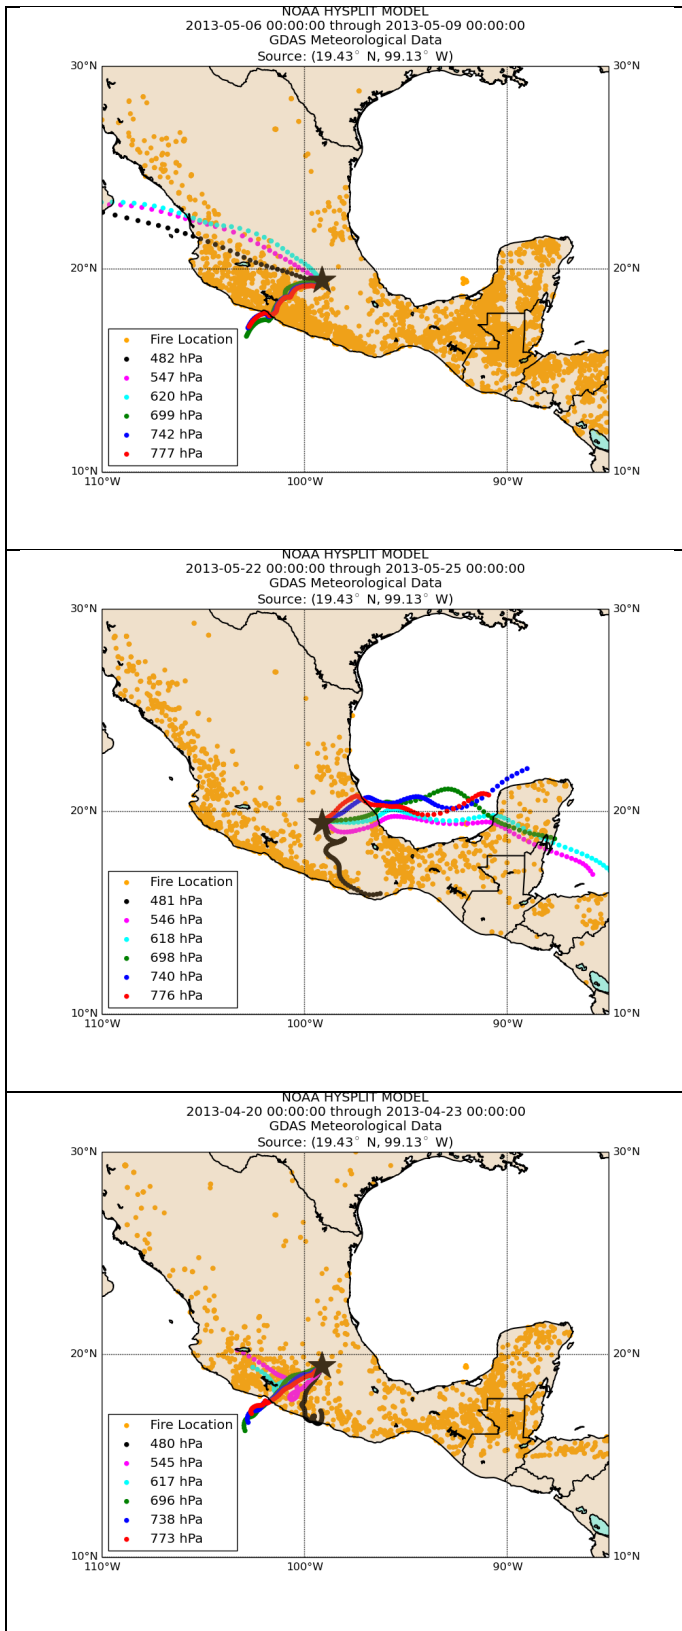 NOAA HYSPLIT MODEL
2013-05-06 00:00:00 through 2013-05-09 00:00:00
GDAS Meteorological Data
Source: (19.43° N, 99.13° W)
30°N 30°N
20°N 20°N
Fire Location
482 hPa
547 hPa
620 hPa
699 hPa
742 hPa
777 hPa
10°N 10°N
110°W 100°W 90°W
NOAA HYSPLIT MODEL
2013-05-22 00:00:00 through 2013-05-25 00:00:00
GDAS Meteorological Data
Source: (19.43° N, 99.13° W)
30°N 30°N
20°N 20°N
Fire Location
481 hPa
546 hPa
618 hPa
698 hPa
740 hPa
776 hPa
10°N 10°N
110°W 100°W 90°W
NOAA HYSPLIT MODEL
2013-04-20 00:00:00 through 2013-04-23 00:00:00
GDAS Meteorological Data
Source: (19.43° N, 99.13° W)
30°N 30°N
20°N 20°N
Fire Location
480 hPa
545 hPa
617 hPa
696 hPa
738 hPa
773 hPa
10°N 10°N
110°W 100°W 90°W